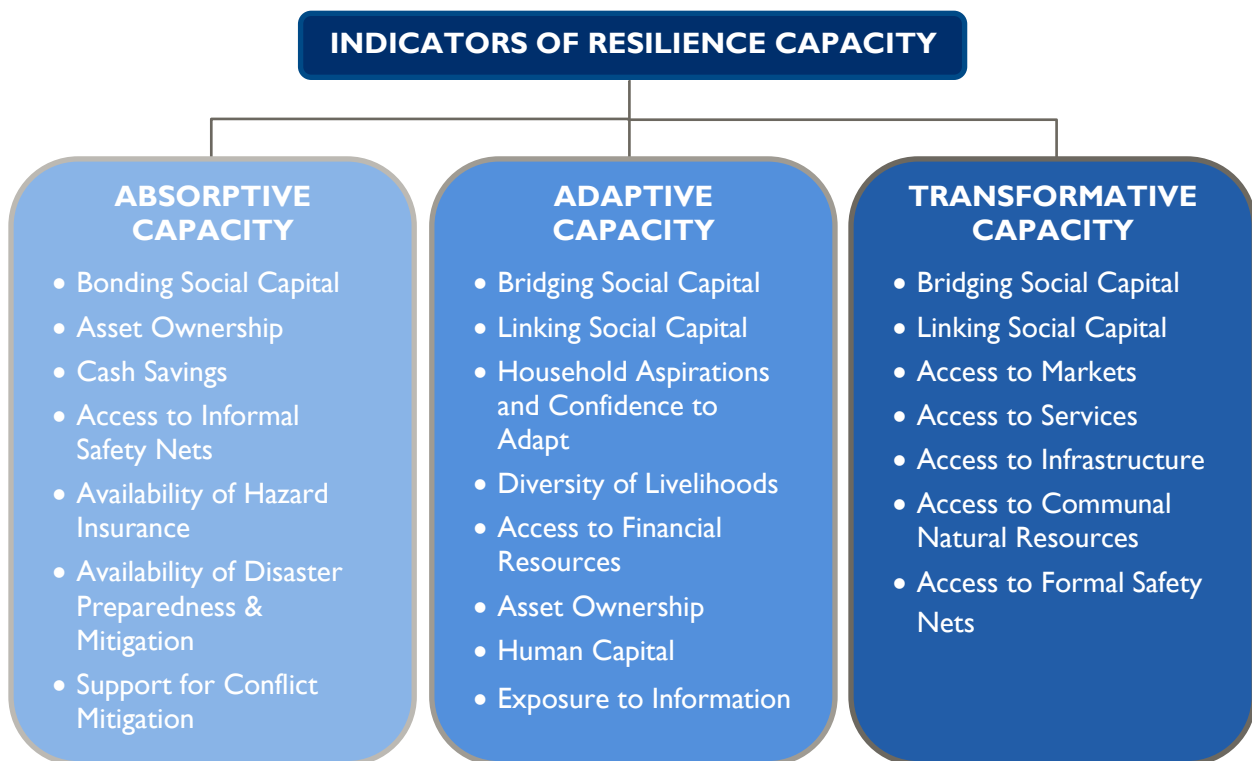 INDICATORS OF RESILIENCE CAPACITY
ABSORPTIVE
CAPACITY
• Bonding Social Capital
• Asset Ownership
• Cash Savings
• Access to Informal
Safety Nets
• Availability of Hazard
Insurance
• Availability of Disaster
Preparedness &
Mitigation
• Support for Conflict
Mitigation
ADAPTIVE
CAPACITY
• Bridging Social Capital
• Linking Social Capital
• Household Aspirations
and Confidence to
Adapt
• Diversity of Livelihoods
• Access to Financial
Resources
• Asset Ownership
• Human Capital
• Exposure to Information
TRANSFORMATIVE
CAPACITY
• Bridging Social Capital
• Linking Social Capital
• Access to Markets
• Access to Services
• Access to Infrastructure
• Access to Communal
Natural Resources
• Access to Formal Safety
Nets